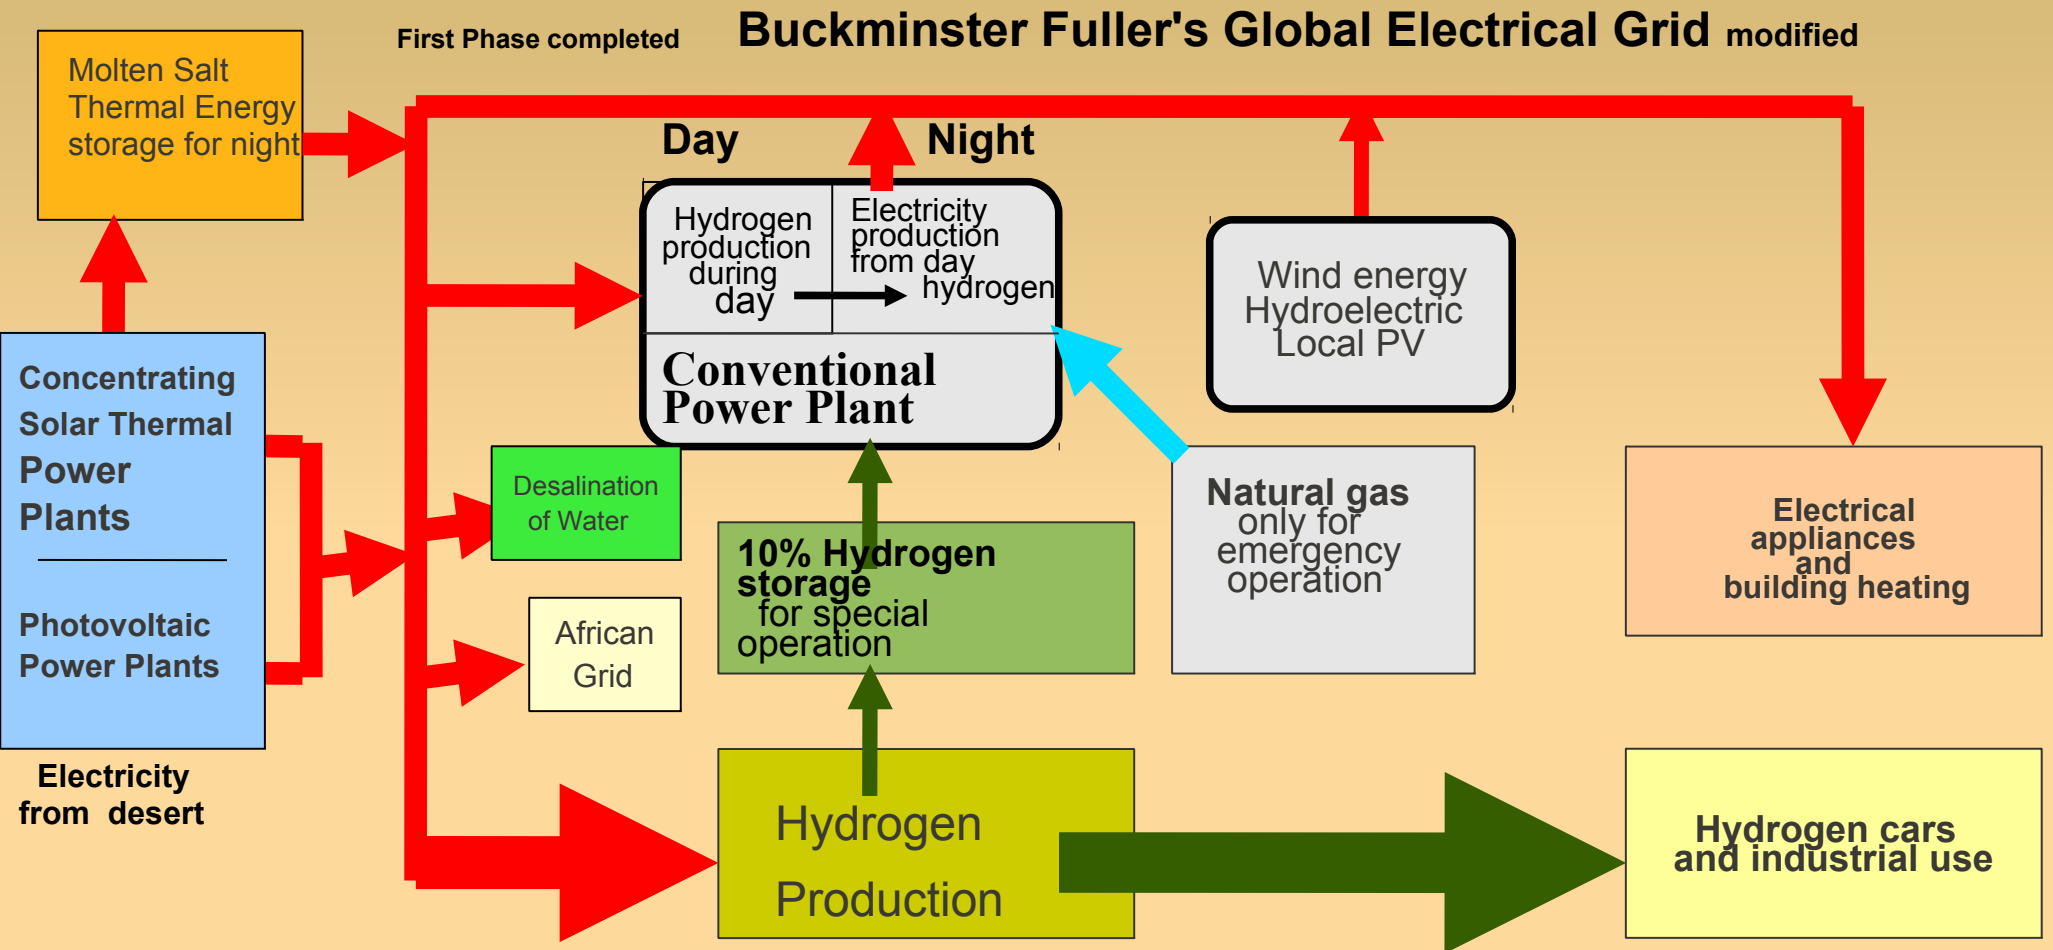 First Phase completed
Buckminster Fuller's Global Electrical Grid modified
Molten Salt
Thermal Energy
storage for night
Day
Night
Hydrogen
production
during
day
Electricity
production
from day
hydrogen
Conventional
Power Plant
Wind energy
Hydroelectric
Local PV
Concentrating
Solar Thermal
Power
Plants
Photovoltaic
Power Plants
Electricity
from desert
Desalination
of Water
African
Grid
10% Hydrogen
storage
for special
operation
Natural gas
only for
emergency
operation
Electrical
appliances
and
building heating
Hydrogen
Production
Hydrogen cars
and industrial use